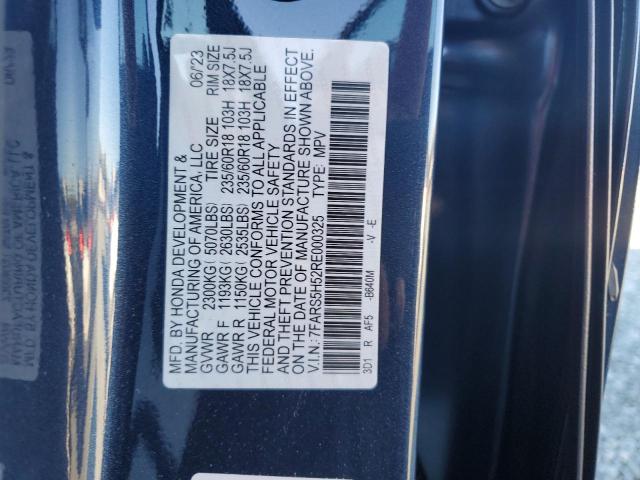 MFD. BY HONDA DEVELOPMENT & 06/23
MANUFACTURING OF AMERICA, LLC
GVWR 2300KG( 5070LBS) TIRE SIZE RIM SIZE
GAWR F 1193KG( 2630LBS) 235/60R18 103H 18X7.5J
GAWR R 1150KG( 2535LBS) 235/60R18 103H 18X7.5J
THIS VEHICLE CONFORMS TO ALL APPLICABLE
FEDERAL MOTOR VEHICLE SAFETY
AND THEFT PREVENTION STANDARDS IN EFFECT
ON THE DATE OF MANUFACTURE SHOWN ABOVE.
V.I.N.: 7FARS5H52RE000325 TYPE: MPV
3D1 R AF5 -B640M -V -E